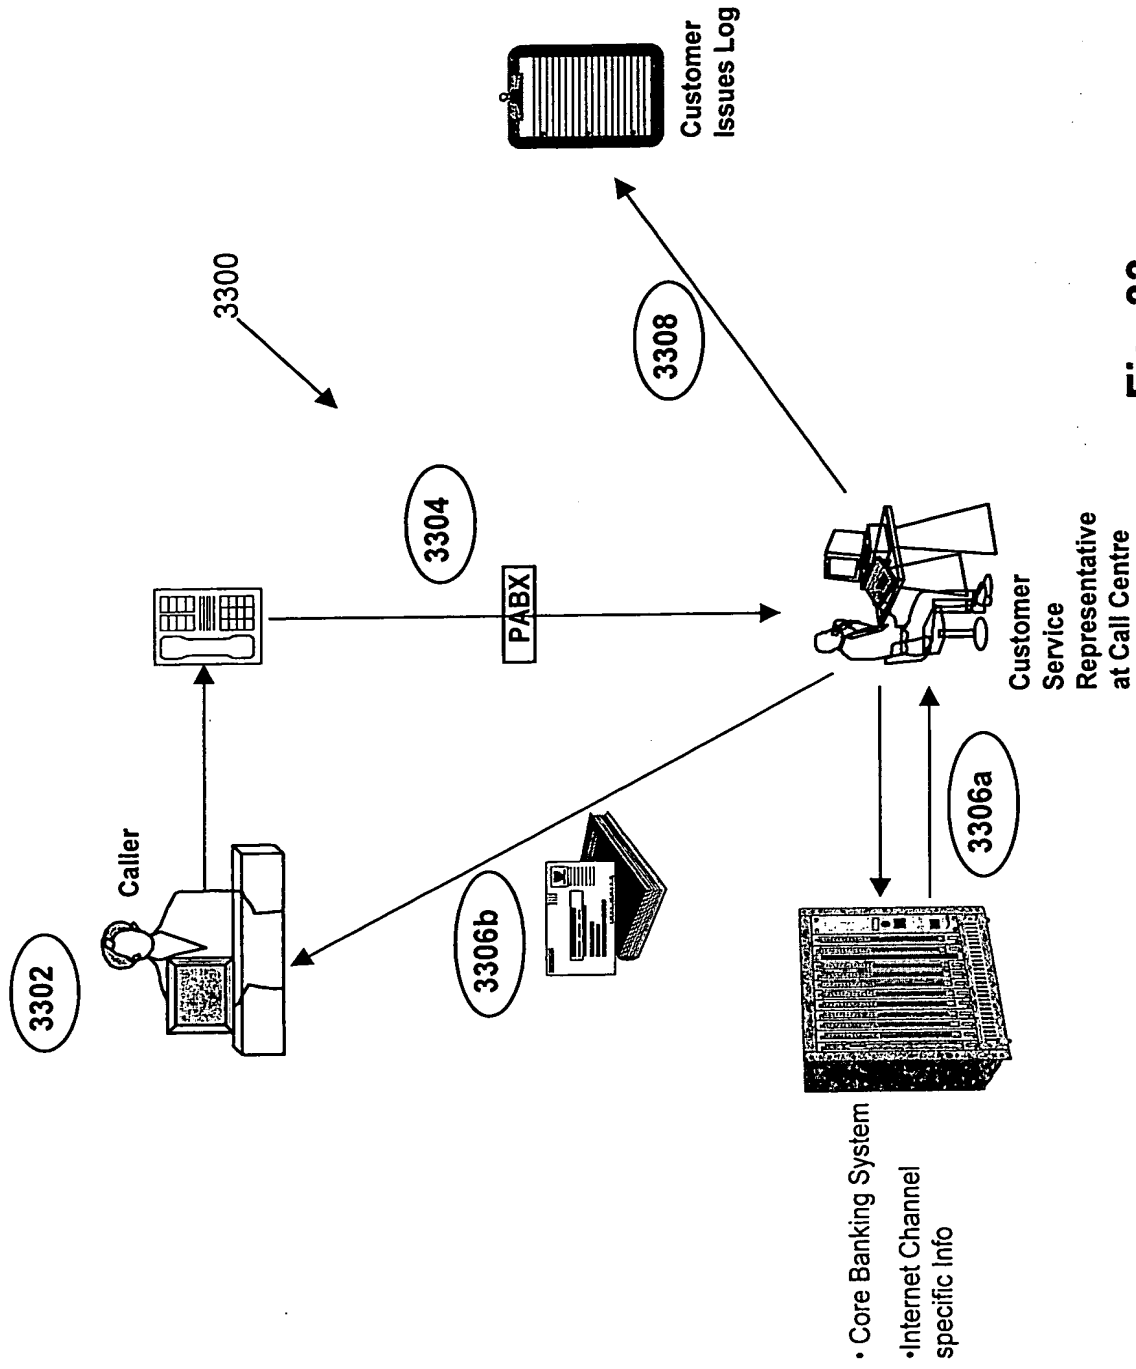 3302
Caller
3300
3304
3306b
PABX
3308
Customer
Issues Log
• Core Banking System
•Internet Channel
specific Info
3306a
Customer
Service
Representative
at Call Centre